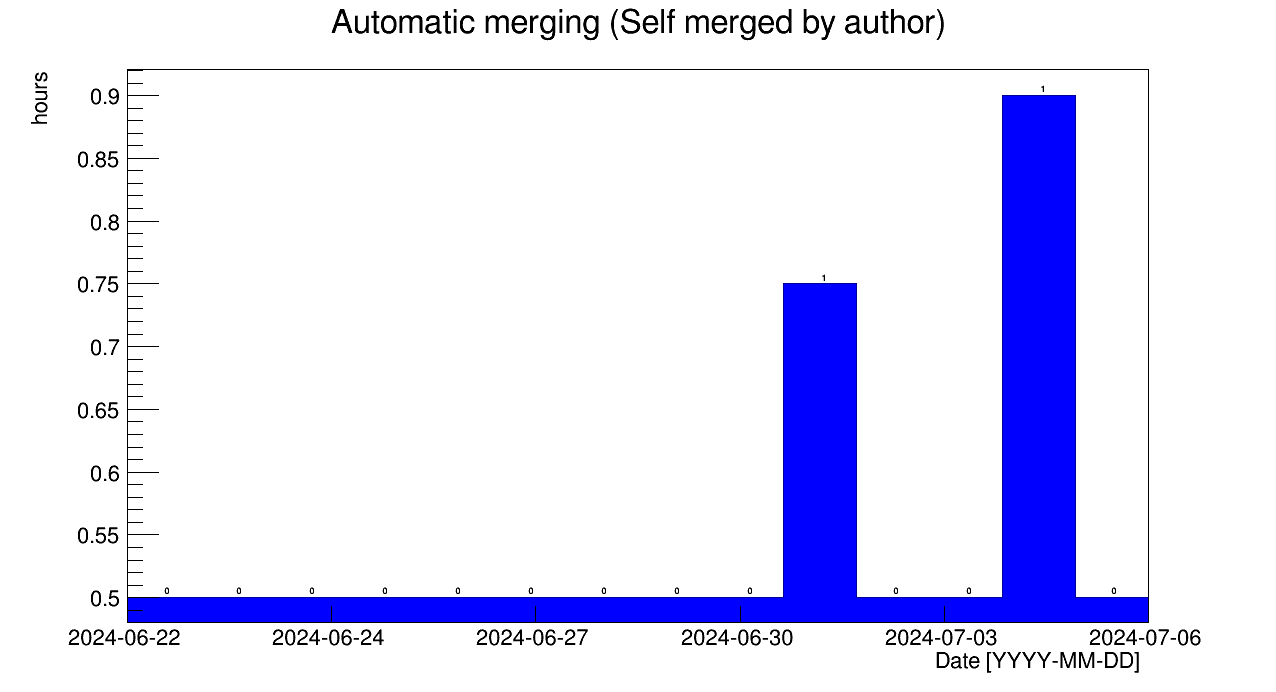 Automatic merging (Self merged by author)
hours
0.9
0.85
0.8
0.75
0.7
0.65
0.6
0.55
0.5
0 0 0 0 0 0 0 0 0 1 0 0 1 0
2024-06-22 2024-06-24 2024-06-27 2024-06-30 2024-07-03 2024-07-06
Date [YYYY-MM-DD]